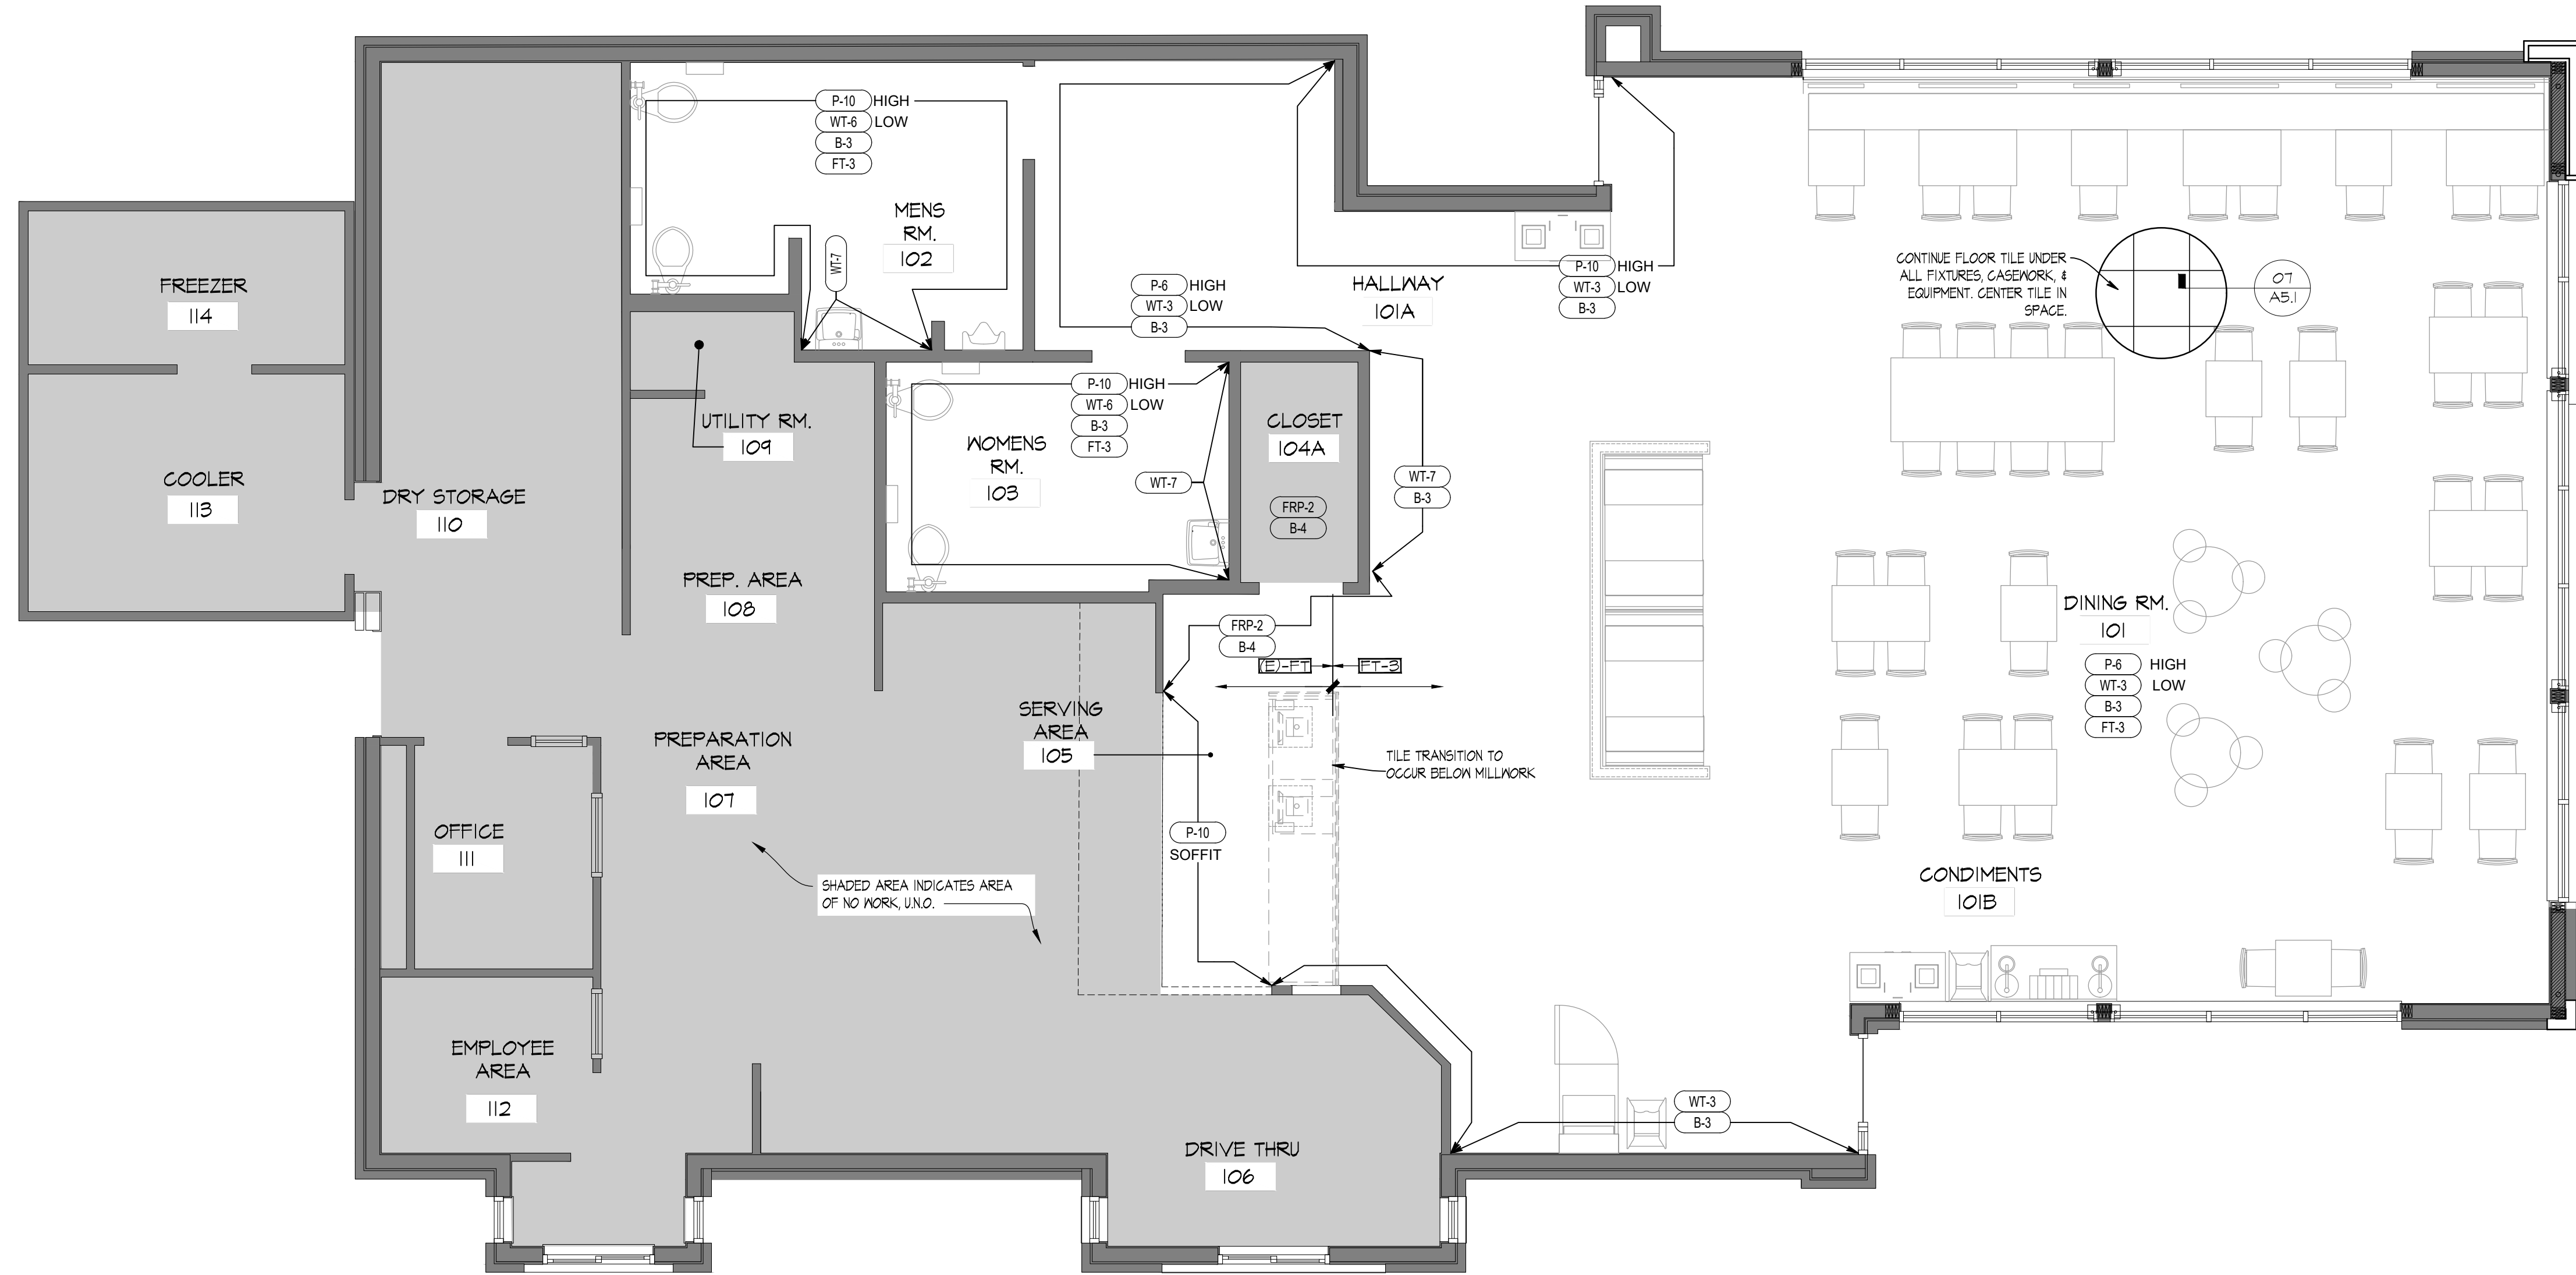 P-10 HIGH
WT-6 LOW
B-3
FT-3
MENS
RM.
102
WT-7
FREEZER
114
P-6 HIGH
WT-3 LOW
B-3
HALLWAY
101A
P-10 HIGH
WT-3 LOW
B-3
CONTINUE FLOOR TILE UNDER
ALL FIXTURES, CASEWORK, &
EQUIPMENT. CENTER TILE IN
SPACE.
07
A5.1
COOLER
113
DRY STORAGE
110
UTILITY RM.
109
P-10 HIGH
WT-6 LOW
B-3
FT-3
WOMENS
RM.
103
WT-7
CLOSET
104A
FRP-2
B-4
WT-7
B-3
PREP. AREA
108
FRP-2
B-4
(E)-FT
FT-3
DINING RM.
101
P-6 HIGH
WT-3 LOW
B-3
FT-3
SERVING
AREA
105
PREPARATION
AREA
107
TILE TRANSITION TO
OCCUR BELOW MILLWORK
OFFICE
111
P-10
SOFFIT
SHADED AREA INDICATES AREA
OF NO WORK, U.N.O.
CONDIMENTS
101B
EMPLOYEE
AREA
112
WT-3
B-3
DRIVE THRU
106